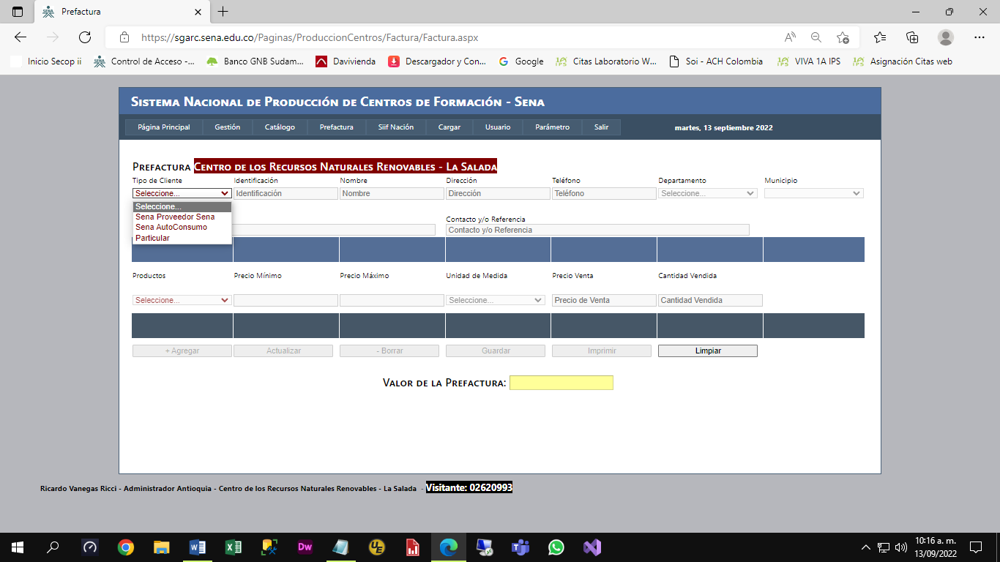 Prefactura
https://sgarc.sena.edu.co/Paginas/ProduccionCentros/Factura/Factura.aspx
Inicio Secop ii SENA Control de Acceso -... Banco GNB Sudam... Davivienda Descargador y Con... Google Citas Laboratorio W... Soi - ACH Colombia VIVA 1A IPS Asignación Citas web
Sistema Nacional de Producción de Centros de Formación - Sena
Página Principal Gestión Catálogo Prefactura Siif Nación Cargar Usuario Parámetro Salir martes, 13 septiembre 2022
Prefactura Centro de los Recursos Naturales Renovables - La Salada
Tipo de Cliente Identificación Nombre Dirección Teléfono Departamento Municipio
Seleccione... Identificación Nombre Dirección Teléfono Seleccione...
Seleccione...
Sena Proveedor Sena
Sena AutoConsumo
Particular
Contacto y/o Referencia
Contacto y/o Referencia
Productos Precio Mínimo Precio Máximo Unidad de Medida Precio Venta Cantidad Vendida
Seleccione... Seleccione... Precio de Venta Cantidad Vendida
+ Agregar Actualizar - Borrar Guardar Imprimir Limpiar
Valor de la Prefactura:
Ricardo Vanegas Ricci - Administrador Antioquia - Centro de los Recursos Naturales Renovables - La Salada - Visitante: 02620993
Dw
10:16 a. m.
13/09/2022